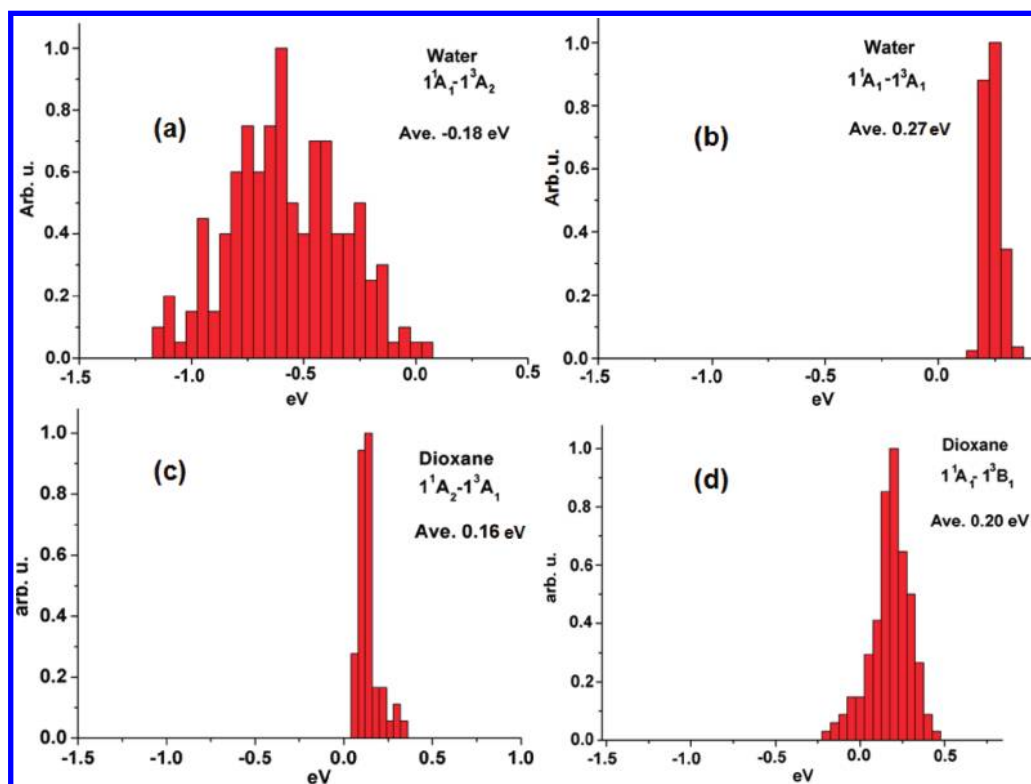 Water
1¹A₁-1³A₂
(a)
Ave. -0.18 eV
Arb. u.
1.0
0.8
0.6
0.4
0.2
0.0
-1.5 -1.0 -0.5 0.0 0.5
eV
Water
1¹A₁-1³A₁
(b)
Ave. 0.27 eV
Arb. u.
1.0
0.8
0.6
0.4
0.2
0.0
-1.5 -1.0 -0.5 0.0
eV
Dioxane
(c)
1¹A₂-1³A₁
Ave. 0.16 eV
arb. u.
1.0
0.8
0.6
0.4
0.2
0.0
-1.5 -1.0 -0.5 0.0 0.5 1.0
eV
Dioxane
(d)
1¹A₁-1³B₁
Ave. 0.20 eV
arb. u.
1.0
0.8
0.6
0.4
0.2
0.0
-1.5 -1.0 -0.5 0.0 0.5
eV